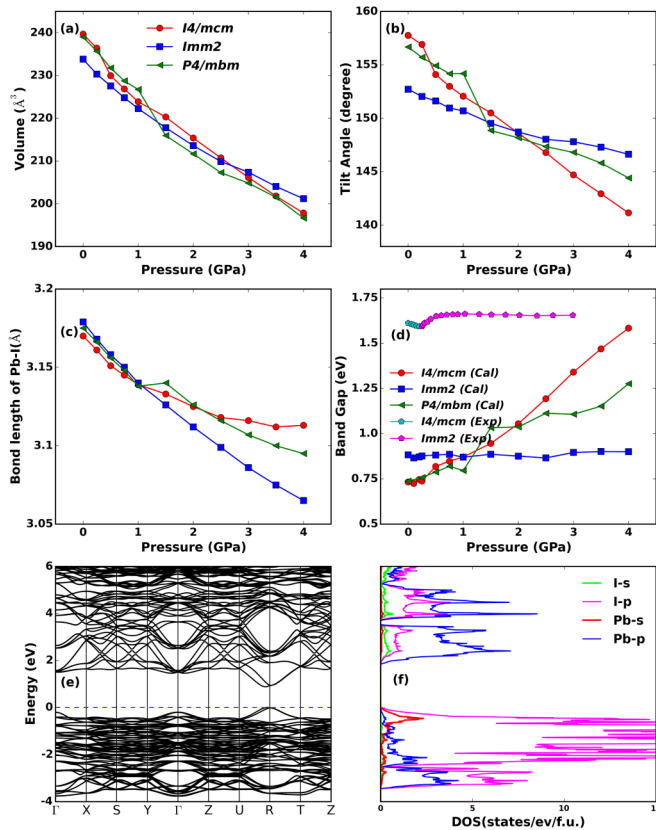 (a)
I4/mcm
Imm2
P4/mbm
Volume (Å³)
240
230
220
210
200
190
0 1 2 3 4
Pressure (GPa)
(b)
Tilt Angle (degree)
160
155
150
145
140
0 1 2 3 4
Pressure (GPa)
(c)
Bond length of Pb-I(Å)
3.2
3.15
3.1
3.05
0 1 2 3 4
Pressure (GPa)
(d)
I4/mcm (Cal)
Imm2 (Cal)
P4/mbm (Cal)
I4/mcm (Exp)
Imm2 (Exp)
Band Gap (eV)
1.75
1.5
1.25
1.0
0.75
0.5
0 1 2 3 4
Pressure (GPa)
(e)
Energy (eV)
6
4
2
0
-2
-4
Γ X S Y Γ Z U R T Z
(f)
I-s
I-p
Pb-s
Pb-p
0 5 10 15
DOS(states/ev/f.u.)